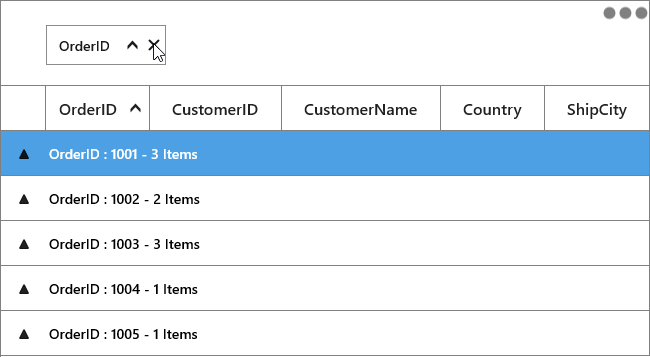 OrderID
OrderID CustomerID CustomerName Country ShipCity
OrderID : 1001 - 3 Items
OrderID : 1002 - 2 Items
OrderID : 1003 - 3 Items
OrderID : 1004 - 1 Items
OrderID : 1005 - 1 Items